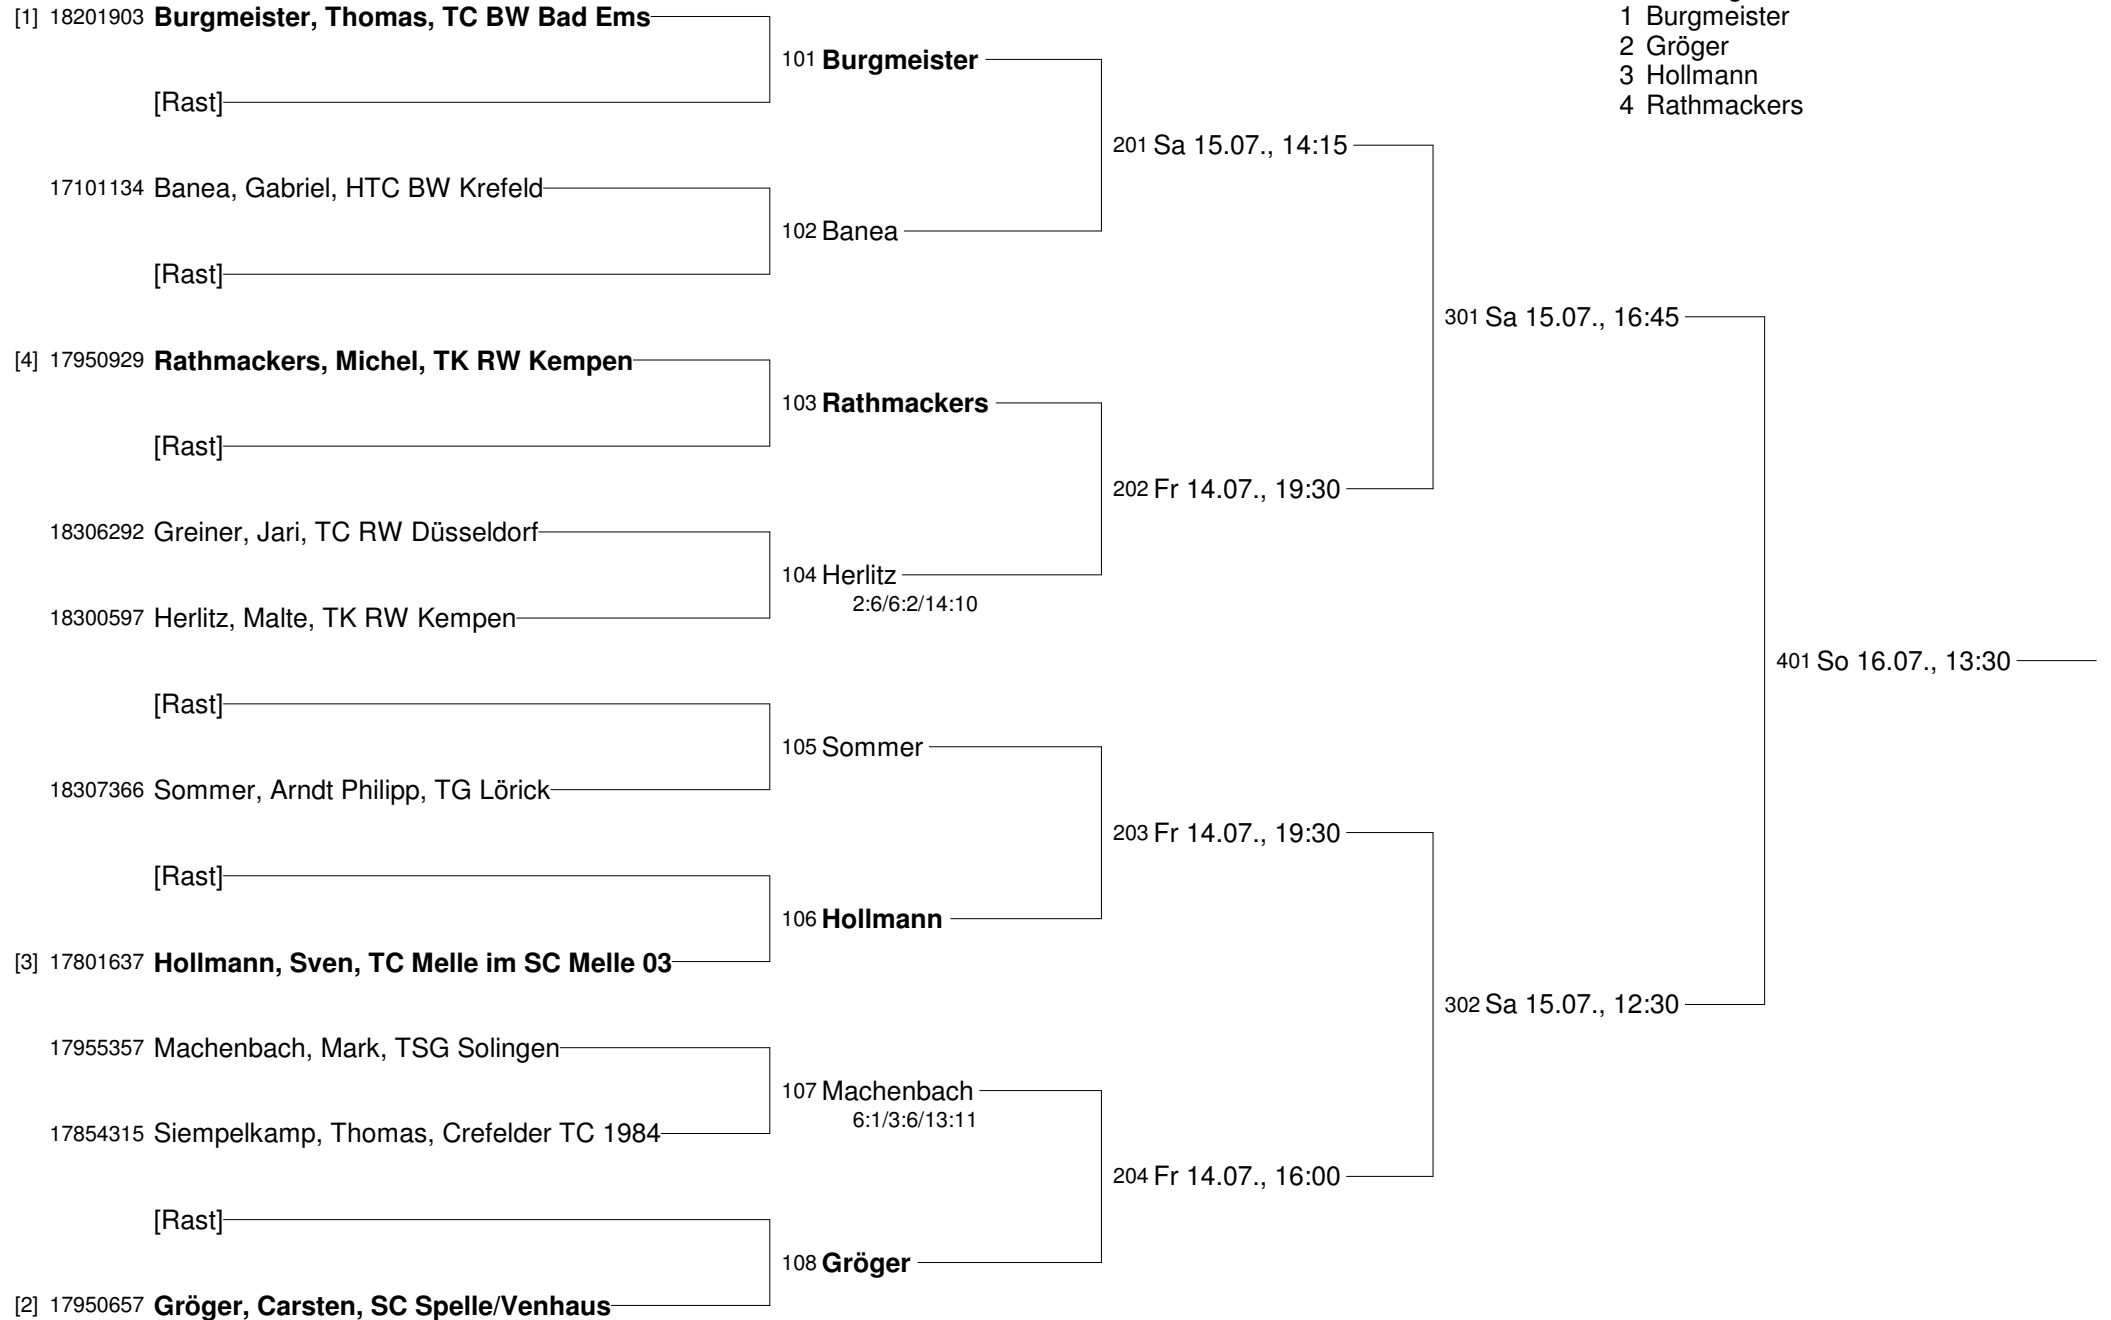 [1] 18201903 Burgmeister, Thomas, TC BW Bad Ems
[Rast]
17101134 Banea, Gabriel, HTC BW Krefeld
[Rast]
[4] 17950929 Rathmackers, Michel, TK RW Kempen
[Rast]
18306292 Greiner, Jari, TC RW Düsseldorf
18300597 Herlitz, Malte, TK RW Kempen
[Rast]
18307366 Sommer, Arndt Philipp, TG Lörick
[Rast]
[3] 17801637 Hollmann, Sven, TC Melle im SC Melle 03
17955357 Machenbach, Mark, TSG Solingen
17854315 Siempelkamp, Thomas, Crefelder TC 1984
[Rast]
[2] 17950657 Gröger, Carsten, SC Spelle/Venhaus
101 Burgmeister
102 Banea
103 Rathmackers
104 Herlitz
2:6/6:2/14:10
105 Sommer
106 Hollmann
107 Machenbach
6:1/3:6/13:11
108 Gröger
201 Sa 15.07., 14:15
202 Fr 14.07., 19:30
203 Fr 14.07., 19:30
204 Fr 14.07., 16:00
301 Sa 15.07., 16:45
302 Sa 15.07., 12:30
401 So 16.07., 13:30
1 Burgmeister
2 Gröger
3 Hollmann
4 Rathmackers